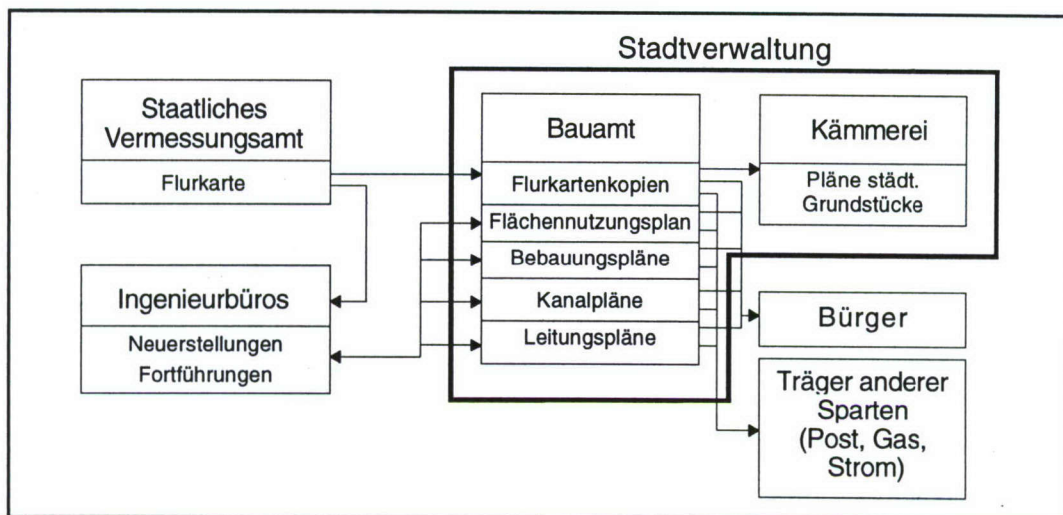 Stadtverwaltung
Staatliches
Vermessungsamt
Flurkarte
Ingenieurbüros
Neuerstellungen
Fortführungen
Bauamt
Flurkartenkopien
Flächennutzungsplan
Bebauungspläne
Kanalpläne
Leitungspläne
Kämmerei
Pläne städt.
Grundstücke
Bürger
Träger anderer
Sparten
(Post, Gas,
Strom)